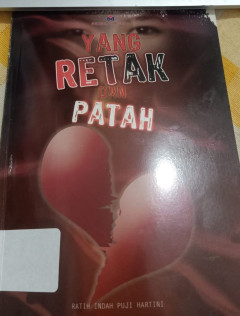 YANG
RETAK
DAN
PATAH
RATIH INDAH PUJI HARTINI